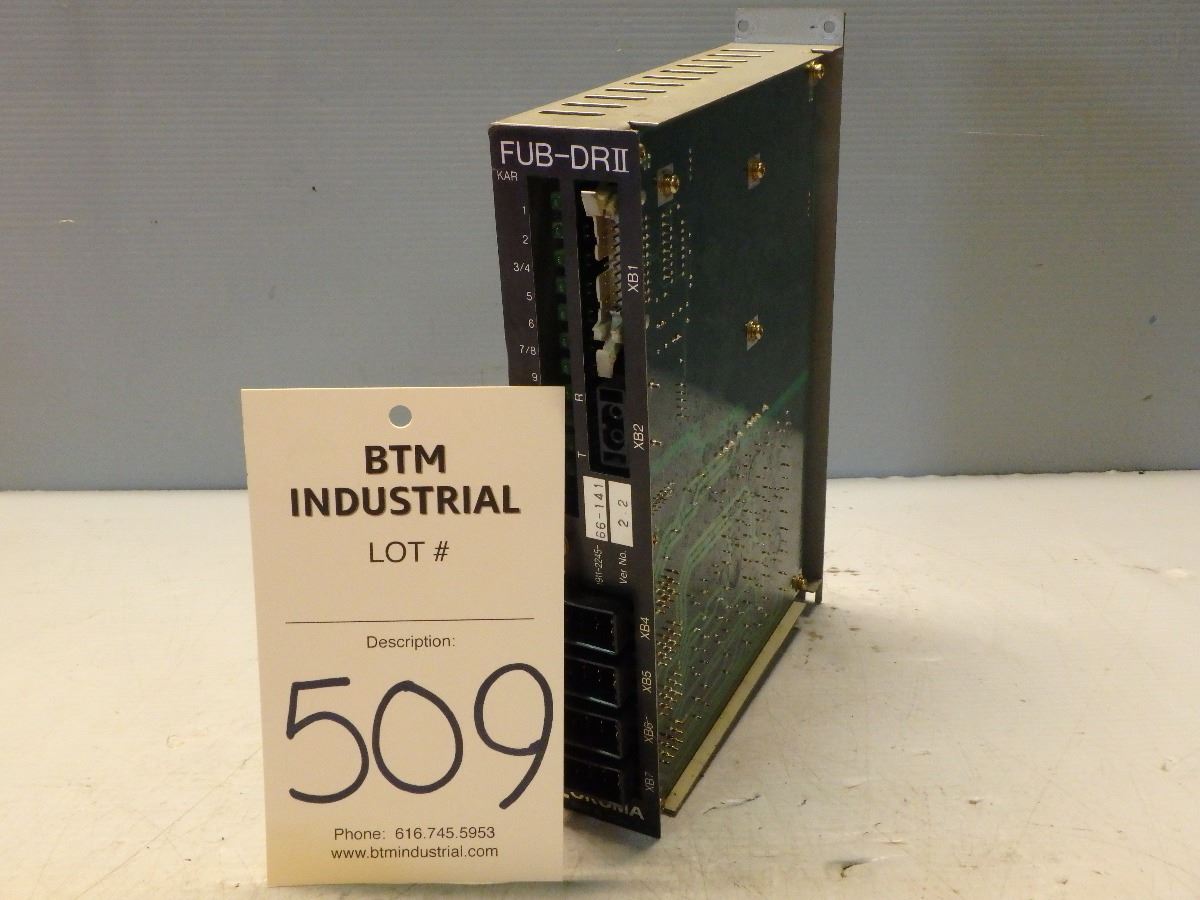 FUB-DRII
KAR
1
2
3/4
5
6
7/8
9
XB1
R
T
XB2
66-141
2.2
Ver No.
XB4
XB5
XB6
XB7
BTM
INDUSTRIAL
LOT #
Description:
509
Phone: 616.745.5953
www.btmindustrial.com